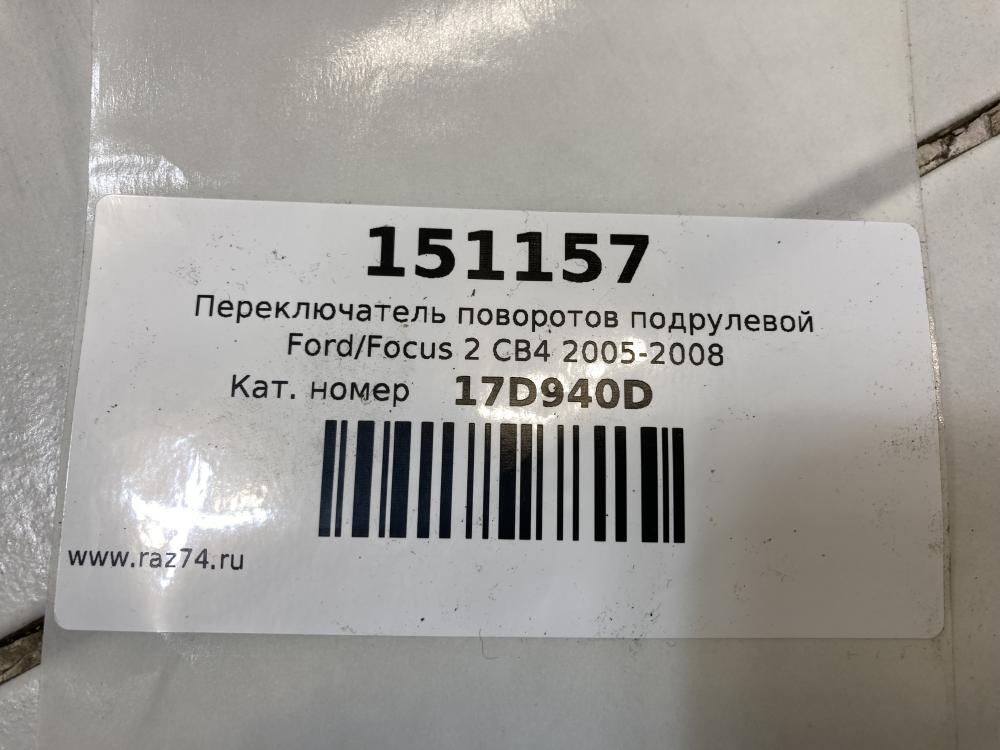 151157
Переключатель поворотов подрулевой
Ford/Focus 2 CB4 2005-2008
Кат. номер 17D940D
www.raz74.ru